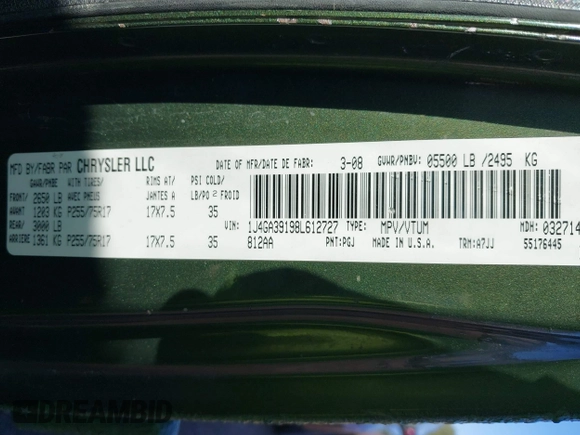 MFD BY/FABR PAR CHRYSLER LLC
DATE OF MFR/DATE DE FABR: 3-08 GVWR/PNBV: 05500 LB /2495 KG
GAWR/PNBE WITH TIRES/ RIMS AT/ PSI COLD/
FRONT/ 2650 LB AVEC PNEUS JANTES A LB/PO² FROID
AVANT 1203 KG P255/75R17 17X7.5 35
REAR/ 3000 LB
ARRIERE 1361 KG P255/75R17 17X7.5 35
VIN: 1J4GA39198L612727 TYPE: MPV/VTUM MDH: 032714
812AA PNT: PGJ MADE IN U.S.A. TRM: A7JJ 55176445
DREAMBID